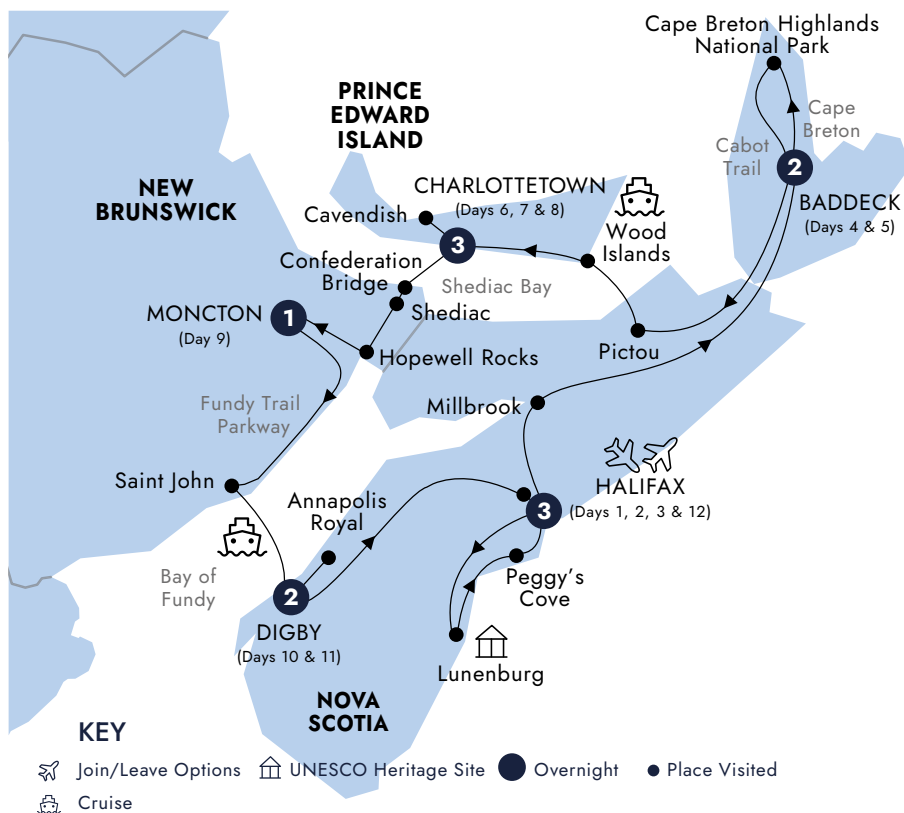 Cape Breton Highlands
National Park
PRINCE
EDWARD
ISLAND
Cape
Breton
Cabot
Trail
2
BADDECK
(Days 4 & 5)
NEW
BRUNSWICK
CHARLOTTETOWN
(Days 6, 7 & 8)
Cavendish
3
Wood
Islands
Confederation
Bridge
Shediac Bay
Shediac
MONCTON
(Day 9)
1
Hopewell Rocks
Pictou
Fundy Trail
Parkway
Millbrook
Saint John
Annapolis
Royal
HALIFAX
(Days 1, 2, 3 & 12)
3
Bay of
Fundy
2
DIGBY
(Days 10 & 11)
Peggy's
Cove
Lunenburg
NOVA
SCOTIA
KEY
Join/Leave Options UNESCO Heritage Site Overnight Place Visited
Cruise